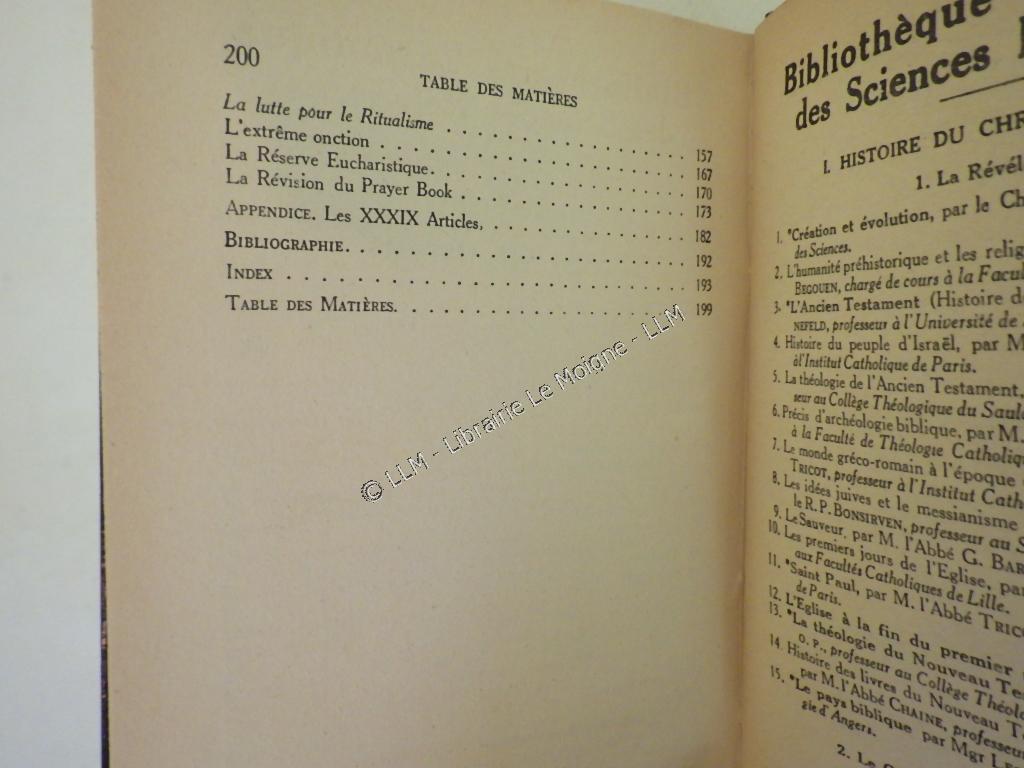 200
TABLE DES MATIÈRES
La lutte pour le Ritualisme . . . . . . . . . . . . . . . . 157
L'extrême onction . . . . . . . . . . . . . . . . . . . . 167
La Réserve Eucharistique. . . . . . . . . . . . . . . . . 170
La Révision du Prayer Book . . . . . . . . . . . . . . . 173
APPENDICE. Les XXXIX Articles, . . . . . . . . . . . . . 182
BIBLIOGRAPHIE. . . . . . . . . . . . . . . . . . . . . . 192
INDEX . . . . . . . . . . . . . . . . . . . . . . . . . . 193
TABLE DES MATIÈRES. . . . . . . . . . . . . . . . . . . 199
© LLM - Librairie Le Moigne - LLM
Bibliothèque
des Sciences
I. HISTOIRE DU CHR
1. La Révél
1. *Création et évolution, par le Ch
des Sciences.
2. L'humanité préhistorique et les relig
BEGOUEN, chargé de cours à la Facul
3. *L'Ancien Testament (Histoire d
NEFELD, professeur à l'Université de
4. Histoire du peuple d'Israël, par M
à l'Institut Catholique de Paris.
5. La théologie de l'Ancien Testament,
seur au Collège Théologique du Saul
6. Précis d'archéologie biblique, par M.
à la Faculté de Théologie Catholiq
7. Le monde gréco-romain à l'époque
TRICOT, professeur à l'Institut Cath
8. Les idées juives et le messianisme
le R. P. BONSIRVEN, professeur au S
9. Le Sauveur, par M. l'Abbé G. BAR
10. Les premiers jours de l'Eglise, par
aux Facultés Catholiques de Lille.
11. *Saint Paul, par M. l'Abbé TRICO
de Paris.
12. L'Eglise à la fin du premier
13. *La théologie du Nouveau Te
O. P., professeur au Collège Théolo
14. Histoire des livres du Nouveau T
par M. l'Abbé CHAINE, professeu
15. *Le pays biblique par Mgr LEG
gie d'Angers.
2. Le